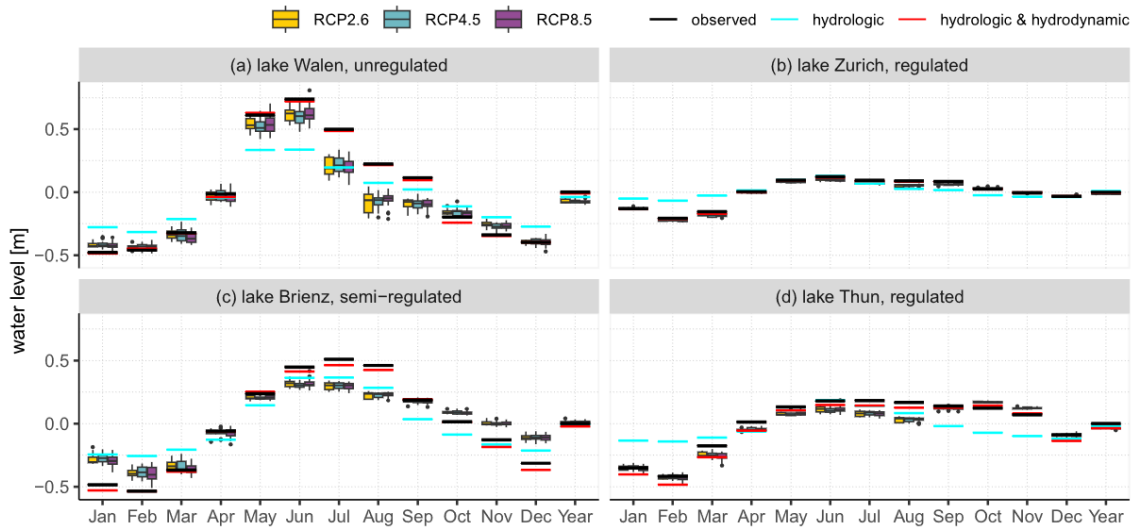 RCP2.6 RCP4.5 RCP8.5 observed hydrologic hydrologic & hydrodynamic
(a) lake Walen, unregulated (b) lake Zurich, regulated
0.5
0.0
−0.5
(c) lake Brienz, semi−regulated (d) lake Thun, regulated
water level [m]
0.5
0.0
−0.5
Jan Feb Mar Apr May Jun Jul Aug Sep Oct Nov Dec Year Jan Feb Mar Apr May Jun Jul Aug Sep Oct Nov Dec Year